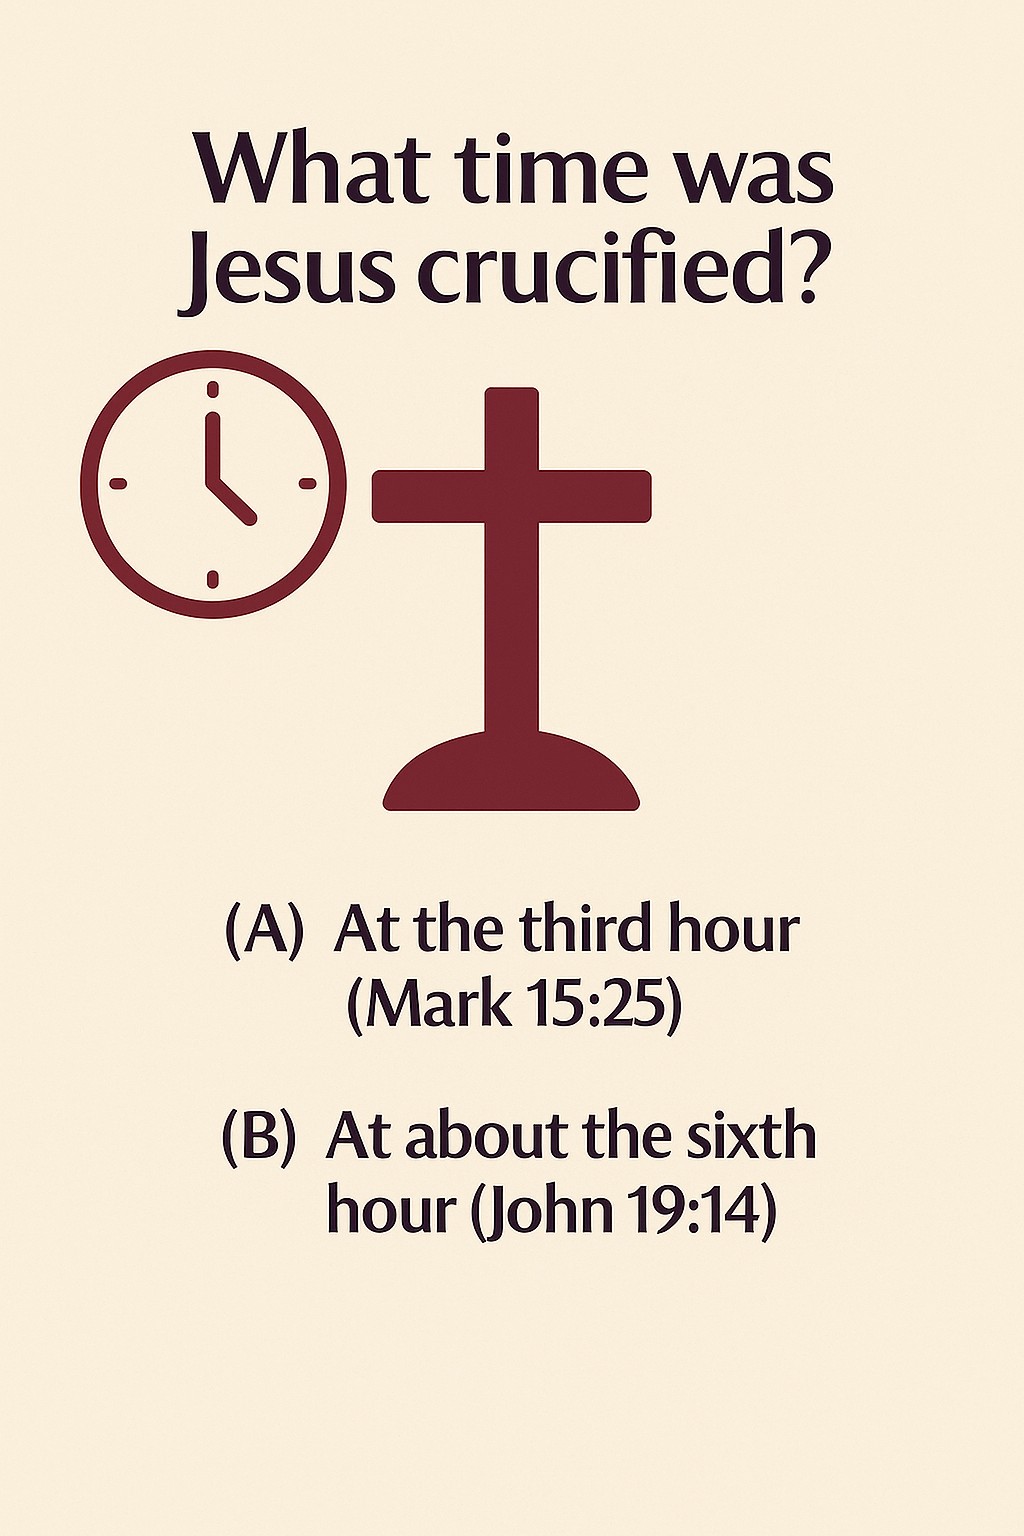 What time was
Jesus crucified?
(A) At the third hour
(Mark 15:25)
(B) At about the sixth
hour (John 19:14)